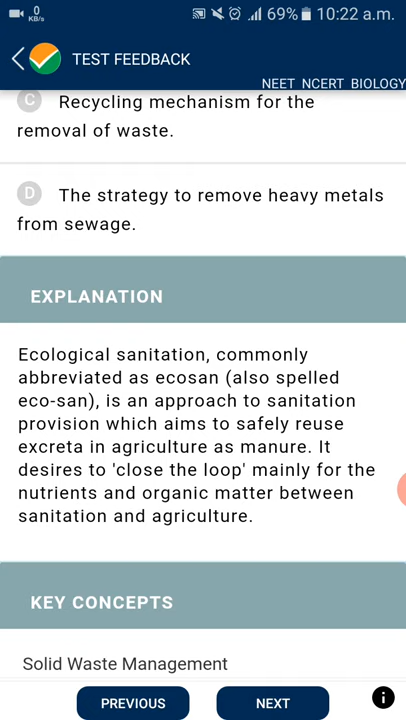 0
KB/s
69% 10:22 a.m.
TEST FEEDBACK
NEET NCERT BIOLOGY
C Recycling mechanism for the
removal of waste.
D The strategy to remove heavy metals
from sewage.
EXPLANATION
Ecological sanitation, commonly
abbreviated as ecosan (also spelled
eco-san), is an approach to sanitation
provision which aims to safely reuse
excreta in agriculture as manure. It
desires to 'close the loop' mainly for the
nutrients and organic matter between
sanitation and agriculture.
KEY CONCEPTS
Solid Waste Management
PREVIOUS
NEXT
i